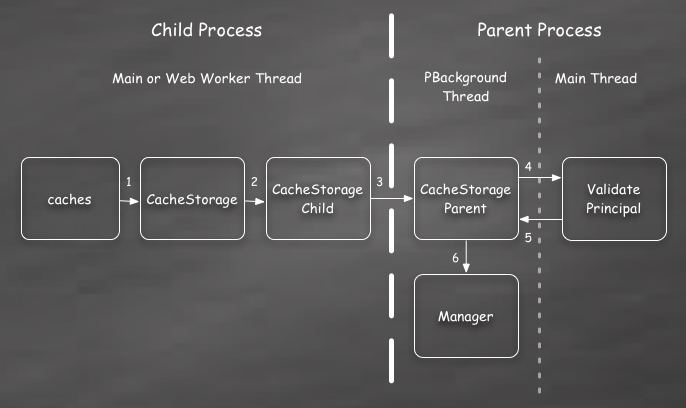 Child Process
Parent Process
Main or Web Worker Thread
PBackground
Thread
Main Thread
caches
1
CacheStorage
2
CacheStorage
Child
3
CacheStorage
Parent
4
5
Validate
Principal
6
Manager